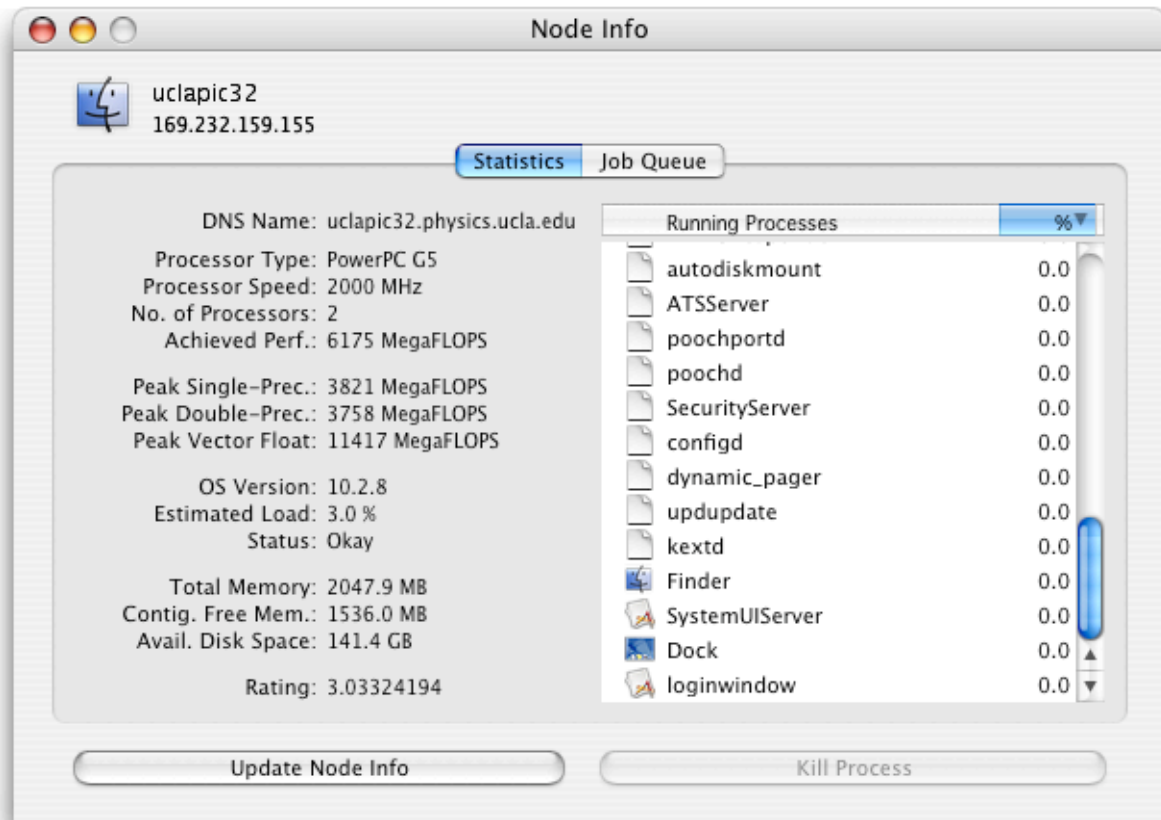 Node Info
uclapic32
169.232.159.155
Statistics
Job Queue
DNS Name: uclapic32.physics.ucla.edu
Processor Type: PowerPC G5
Processor Speed: 2000 MHz
No. of Processors: 2
Achieved Perf.: 6175 MegaFLOPS
Peak Single-Prec.: 3821 MegaFLOPS
Peak Double-Prec.: 3758 MegaFLOPS
Peak Vector Float: 11417 MegaFLOPS
OS Version: 10.2.8
Estimated Load: 3.0 %
Status: Okay
Total Memory: 2047.9 MB
Contig. Free Mem.: 1536.0 MB
Avail. Disk Space: 141.4 GB
Rating: 3.03324194
Running Processes %
autodiskmount 0.0
ATSServer 0.0
poochportd 0.0
poochd 0.0
SecurityServer 0.0
configd 0.0
dynamic_pager 0.0
updupdate 0.0
kextd 0.0
Finder 0.0
SystemUIServer 0.0
Dock 0.0
loginwindow 0.0
Update Node Info
Kill Process